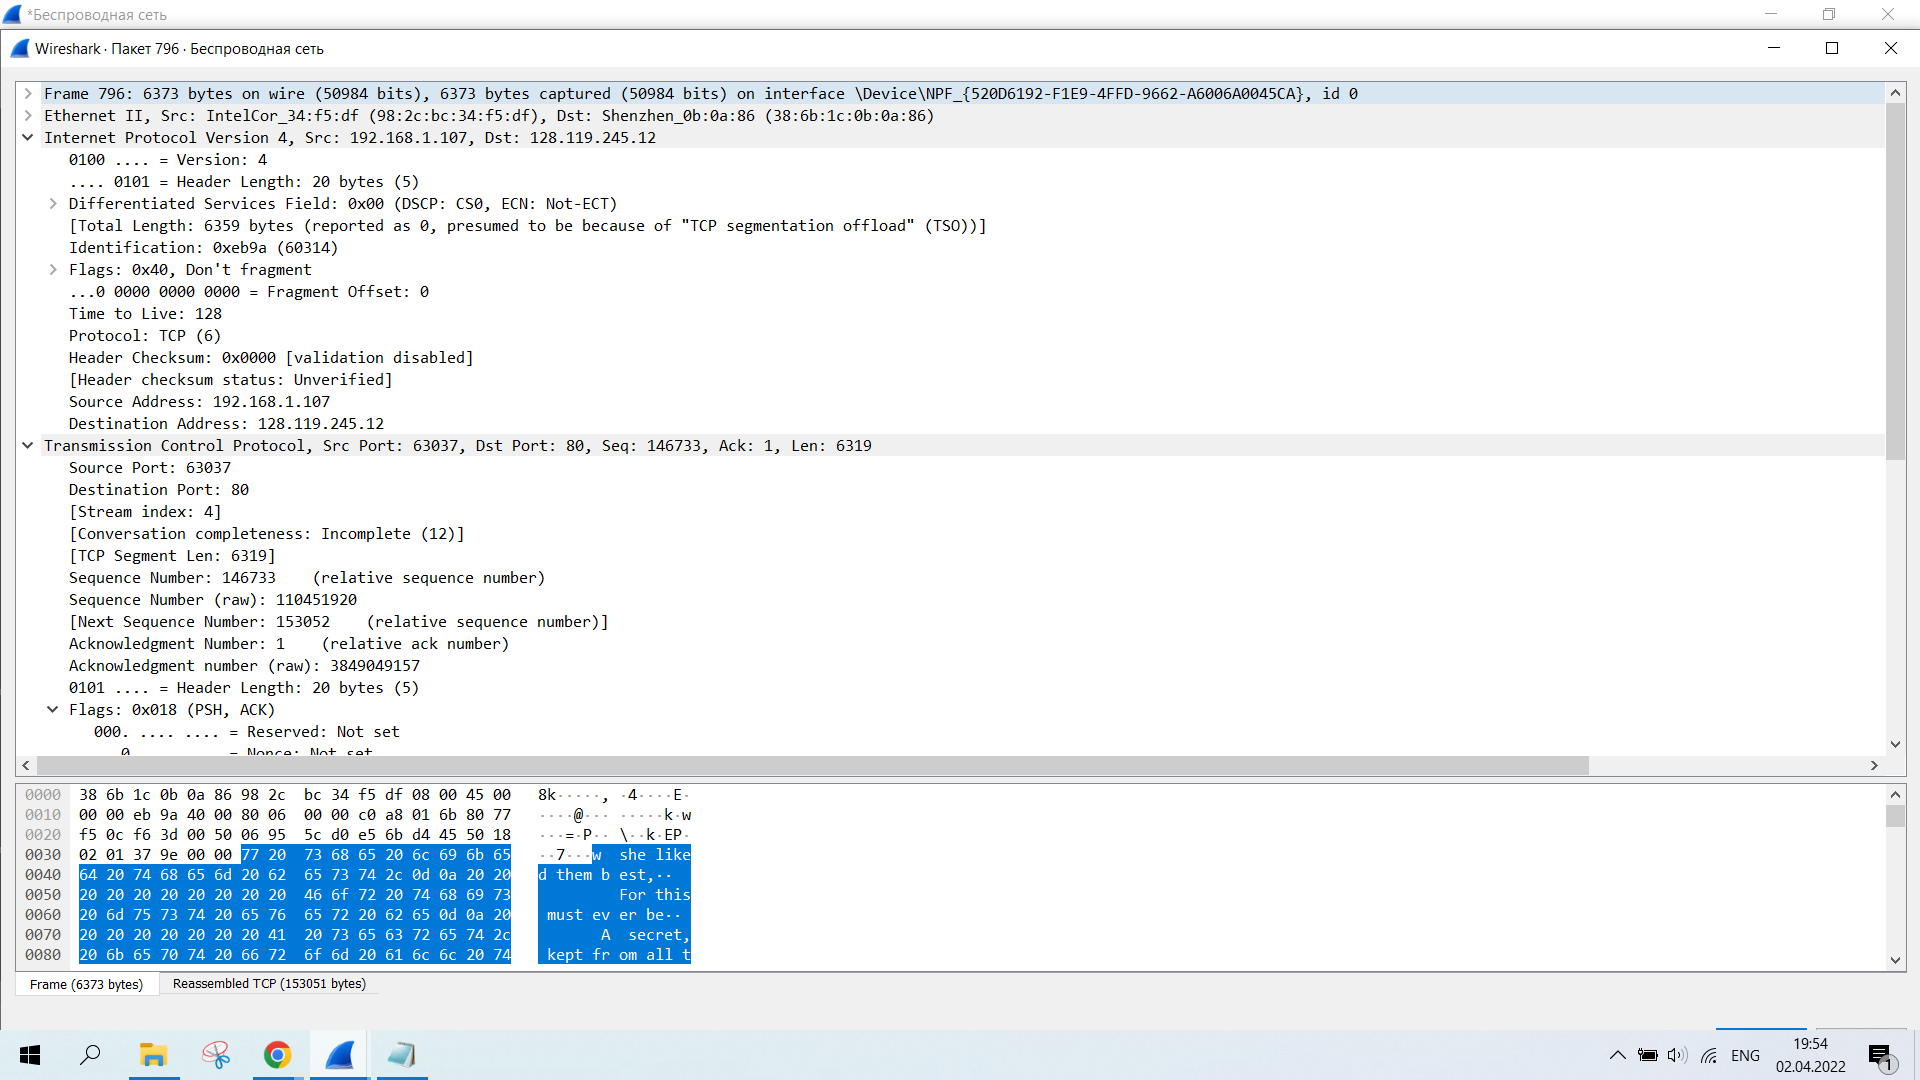 *Беспроводная сеть
Wireshark · Пакет 796 · Беспроводная сеть
Frame 796: 6373 bytes on wire (50984 bits), 6373 bytes captured (50984 bits) on interface \Device\NPF_{520D6192-F1E9-4FFD-9662-A6006A0045CA}, id 0
Ethernet II, Src: IntelCor_34:f5:df (98:2c:bc:34:f5:df), Dst: Shenzhen_0b:0a:86 (38:6b:1c:0b:0a:86)
Internet Protocol Version 4, Src: 192.168.1.107, Dst: 128.119.245.12
0100 .... = Version: 4
.... 0101 = Header Length: 20 bytes (5)
Differentiated Services Field: 0x00 (DSCP: CS0, ECN: Not-ECT)
[Total Length: 6359 bytes (reported as 0, presumed to be because of "TCP segmentation offload" (TSO))]
Identification: 0xeb9a (60314)
Flags: 0x40, Don't fragment
...0 0000 0000 0000 = Fragment Offset: 0
Time to Live: 128
Protocol: TCP (6)
Header Checksum: 0x0000 [validation disabled]
[Header checksum status: Unverified]
Source Address: 192.168.1.107
Destination Address: 128.119.245.12
Transmission Control Protocol, Src Port: 63037, Dst Port: 80, Seq: 146733, Ack: 1, Len: 6319
Source Port: 63037
Destination Port: 80
[Stream index: 4]
[Conversation completeness: Incomplete (12)]
[TCP Segment Len: 6319]
Sequence Number: 146733    (relative sequence number)
Sequence Number (raw): 110451920
[Next Sequence Number: 153052    (relative sequence number)]
Acknowledgment Number: 1    (relative ack number)
Acknowledgment number (raw): 3849049157
0101 .... = Header Length: 20 bytes (5)
Flags: 0x018 (PSH, ACK)
000. .... .... = Reserved: Not set
...0 .... .... = Nonce: Not set
0000  38 6b 1c 0b 0a 86 98 2c  bc 34 f5 df 08 00 45 00   8k·····, ·4····E·
0010  00 00 eb 9a 40 00 80 06  00 00 c0 a8 01 6b 80 77   ····@··· ·····k·w
0020  f5 0c f6 3d 00 50 06 95  5c d0 e5 6b d4 45 50 18   ···=·P·· \··k·EP·
0030  02 01 37 9e 00 00 77 20  73 68 65 20 6c 69 6b 65   ··7···w  she like
0040  64 20 74 68 65 6d 20 62  65 73 74 2c 0d 0a 20 20   d them b est,··
0050  20 20 20 20 20 20 20 20  46 6f 72 20 74 68 69 73            For this
0060  20 6d 75 73 74 20 65 76  65 72 20 62 65 0d 0a 20    must ev er be··
0070  20 20 20 20 20 20 20 41  20 73 65 63 72 65 74 2c          A  secret,
0080  20 6b 65 70 74 20 66 72  6f 6d 20 61 6c 6c 20 74    kept fr om all t
Frame (6373 bytes)
Reassembled TCP (153051 bytes)
ENG
19:54
02.04.2022
1